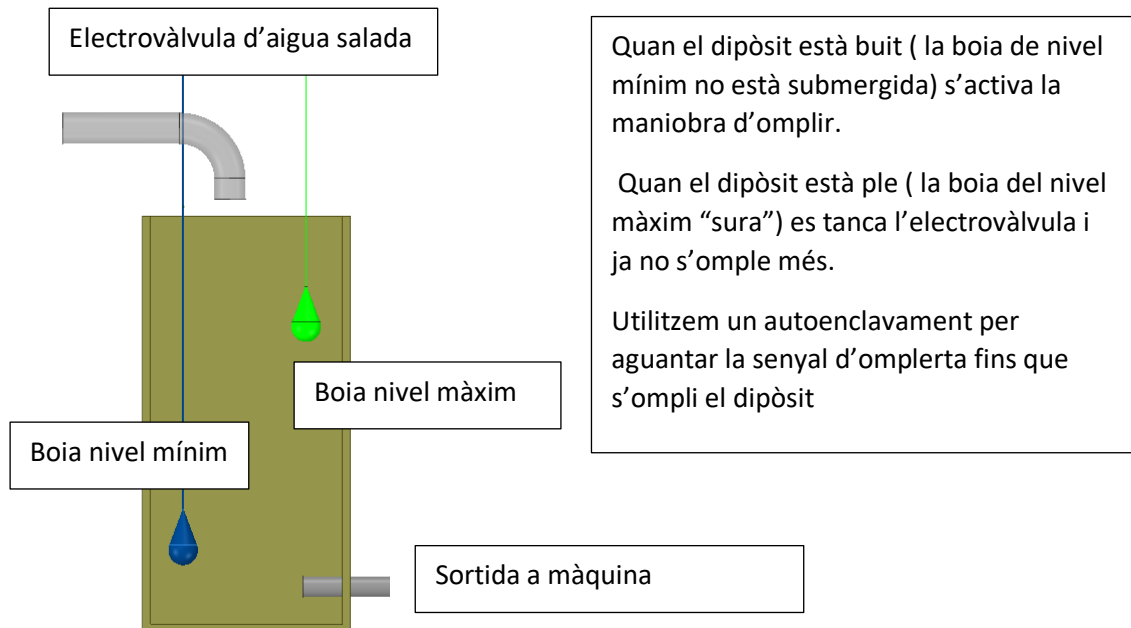 Electrovàlvula d’aigua salada
Quan el dipòsit està buit ( la boia de nivel
mínim no està submergida) s’activa la
maniobra d’omplir.
Quan el dipòsit està ple ( la boia del nivel
màxim “sura”) es tanca l’electrovàlvula i
ja no s’omple més.
Utilitzem un autoenclavament per
aguantar la senyal d’omplerta fins que
s’ompli el dipòsit
Boia nivel màxim
Boia nivel mínim
Sortida a màquina